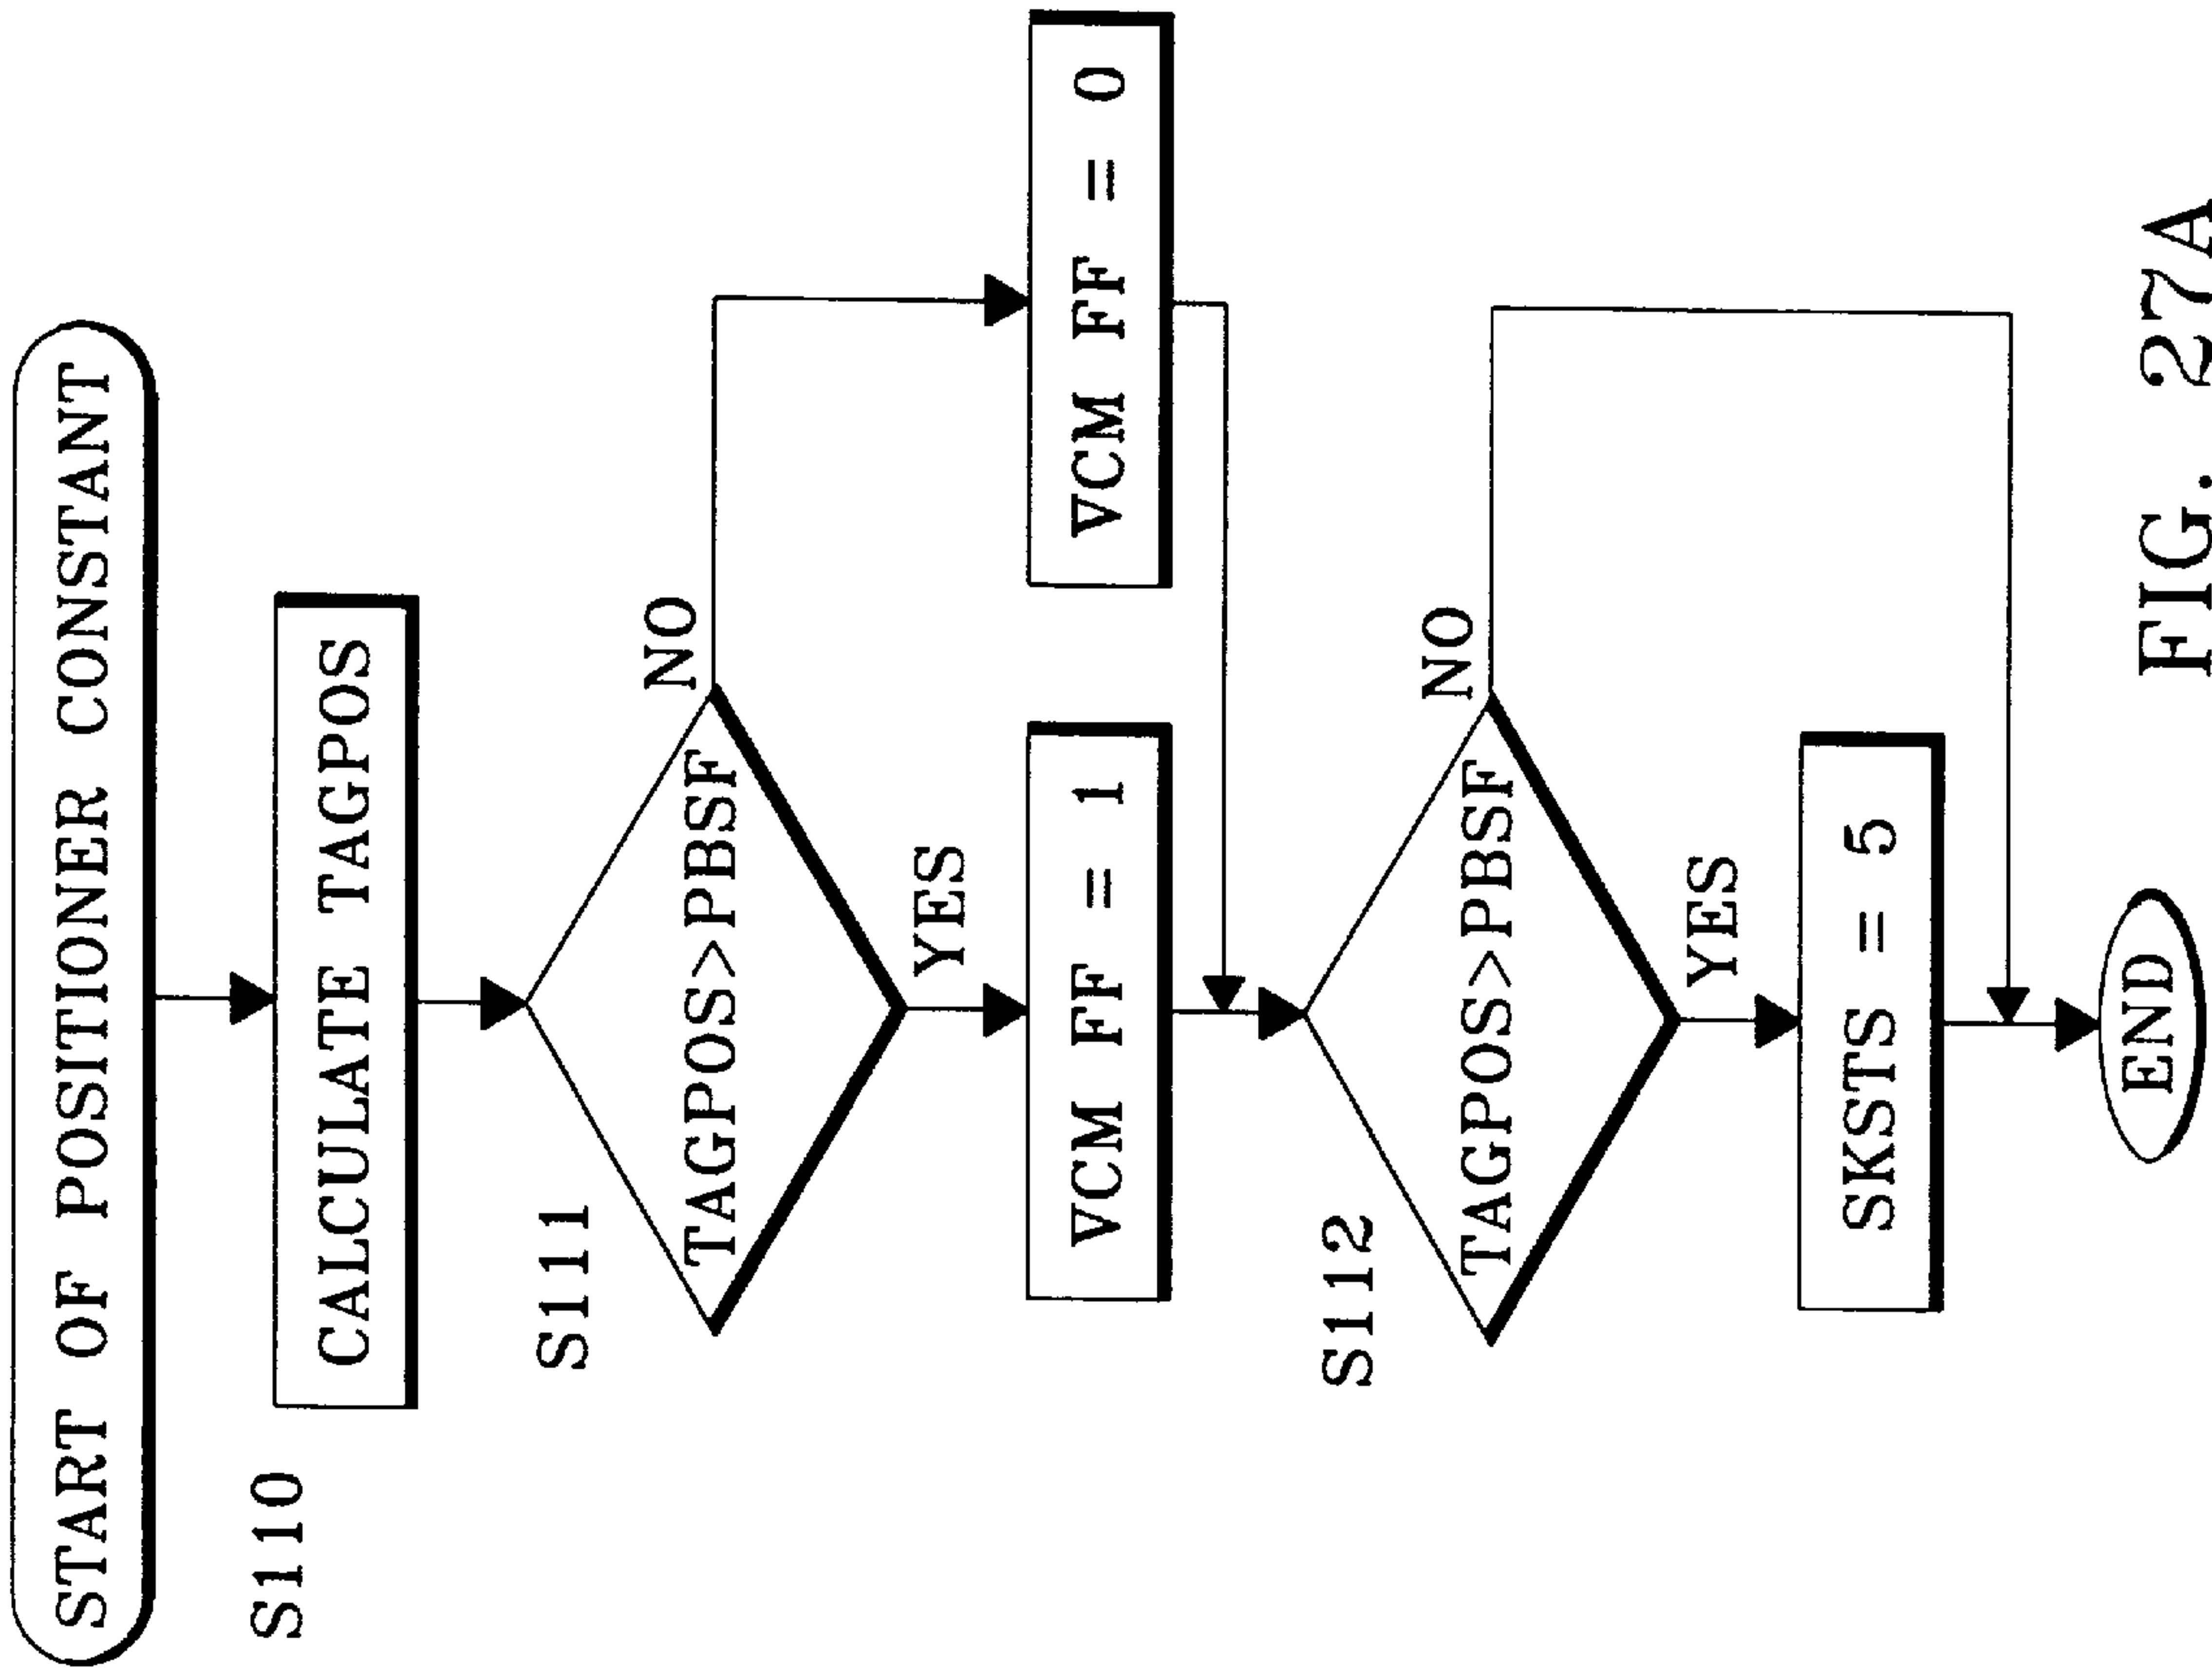 START OF POSITIONER CONSTANT
S110
CALCULATE TAGPOS
S111
TAGPOS>PBSF
NO
YES
VCM FF = 1
VCM FF = 0
S112
TAGPOS>PBSF
NO
YES
SKSTS = 5
END
FIG. 27A